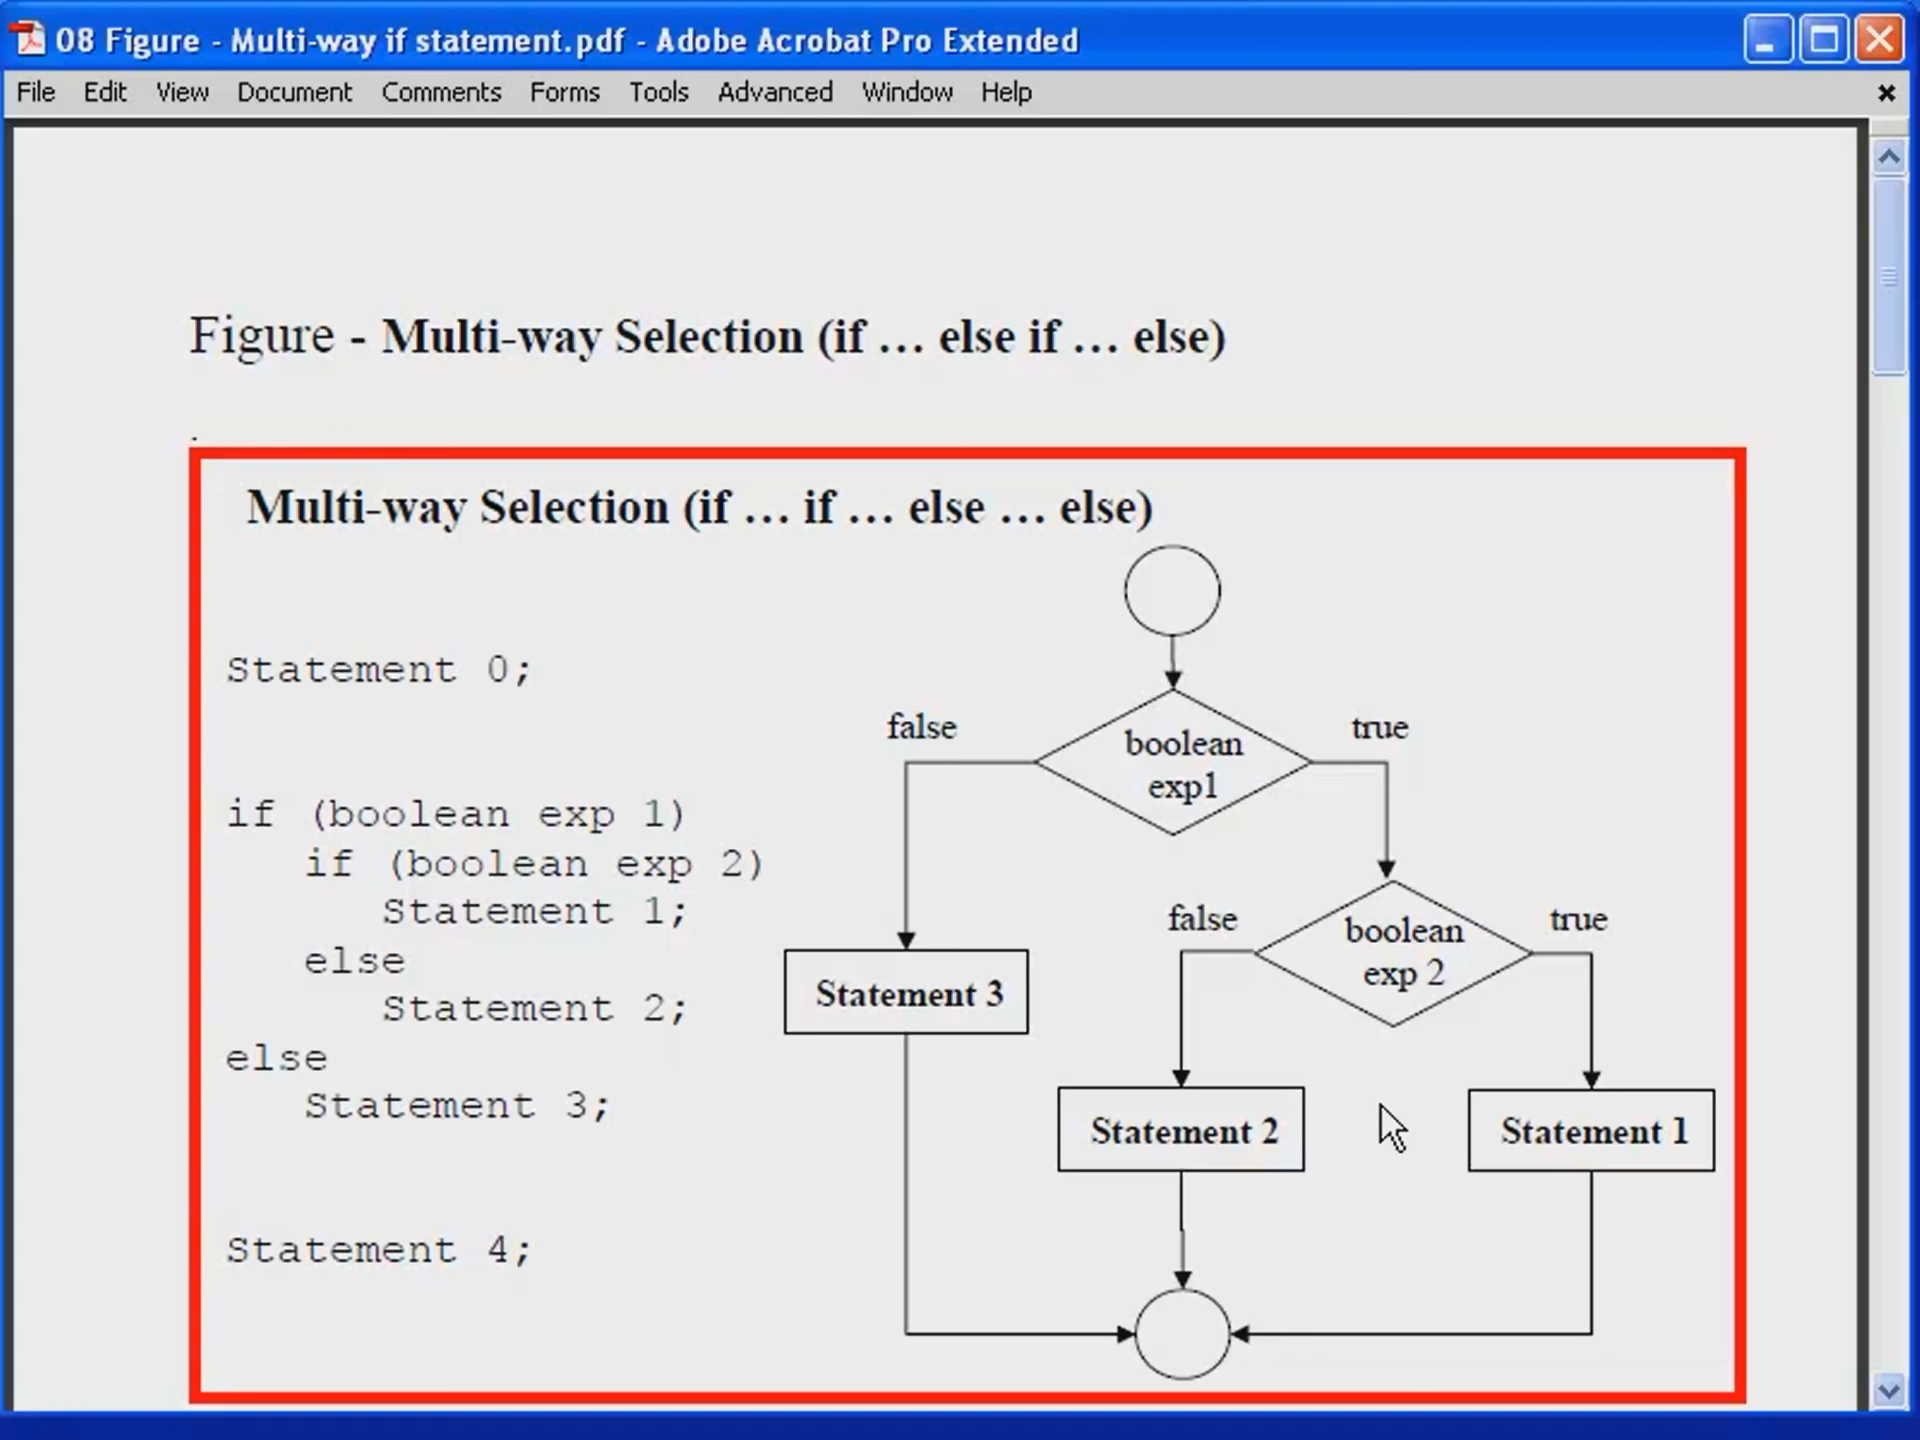 08 Figure - Multi-way if statement.pdf - Adobe Acrobat Pro Extended
File Edit View Document Comments Forms Tools Advanced Window Help
Figure - Multi-way Selection (if … else if … else)
.
Multi-way Selection (if … if … else … else)
Statement 0;
if (boolean exp 1)
if (boolean exp 2)
Statement 1;
else
Statement 2;
else
Statement 3;
Statement 4;
false
boolean
exp1
true
false
boolean
exp 2
true
Statement 3
Statement 2
Statement 1